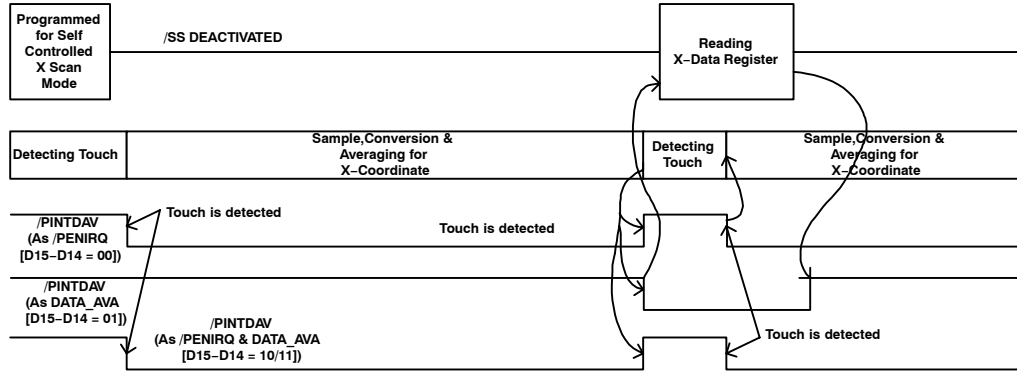 Programmed
for Self
Controlled
X Scan
Mode
/SS DEACTIVATED
Reading
X−Data Register
Detecting Touch
Sample,Conversion &
Averaging for
X−Coordinate
Detecting
Touch
Sample,Conversion &
Averaging for
X−Coordinate
/PINTDAV
(As /PENIRQ
[D15−D14 = 00])
Touch is detected
Touch is detected
/PINTDAV
(As DATA_AVA
[D15−D14 = 01])
/PINTDAV
(As /PENIRQ & DATA_AVA
[D15−D14 = 10/11])
Touch is detected